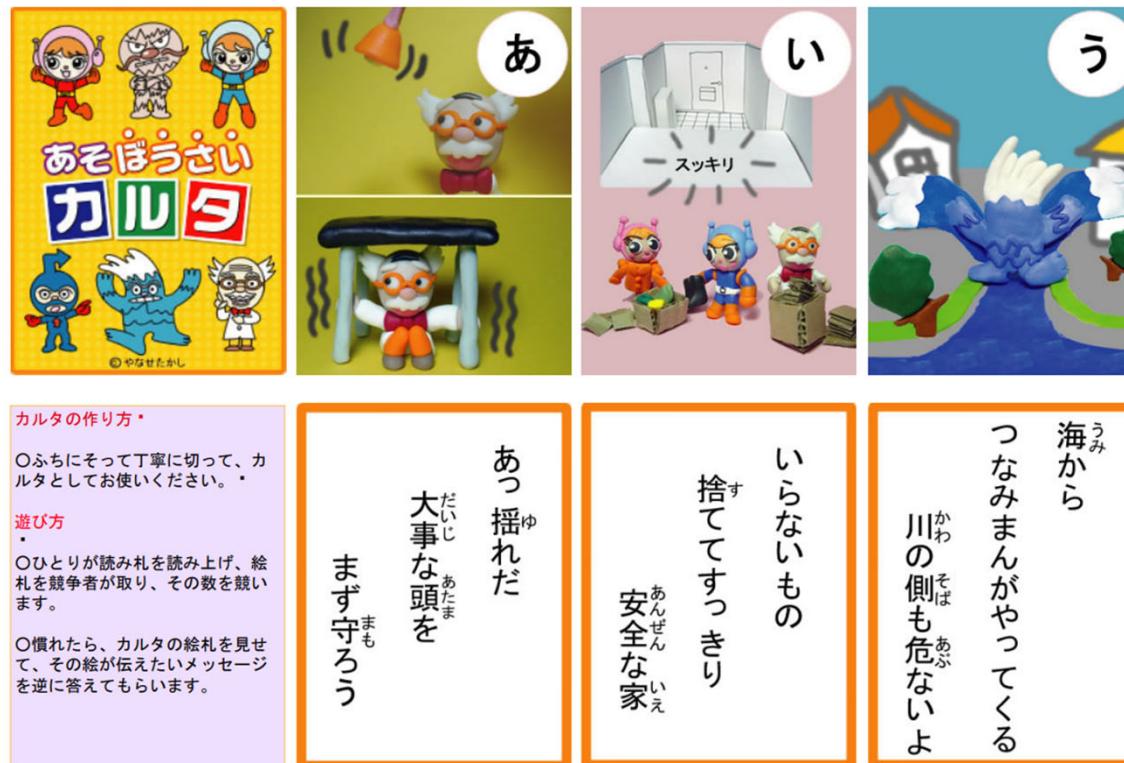 あそぼうさい
カルタ
©やなせたかし
あ
い
スッキリ
う
カルタの作り方
〇ふちにそって丁寧に切って、カ
ルタとしてお使いください。
遊び方
〇ひとりが読み札を読み上げ、絵
札を競争者が取り、その数を競い
ます。
〇慣れたら、カルタの絵札を見せ
て、その絵が伝えたいメッセージ
を逆に答えてもらいます。
あっ 揺れだ
大事な頭を
まず守ろう
いらないもの
捨ててすっきり
安全な家
海から
つなみまんがやってくる
川の側も危ないよ